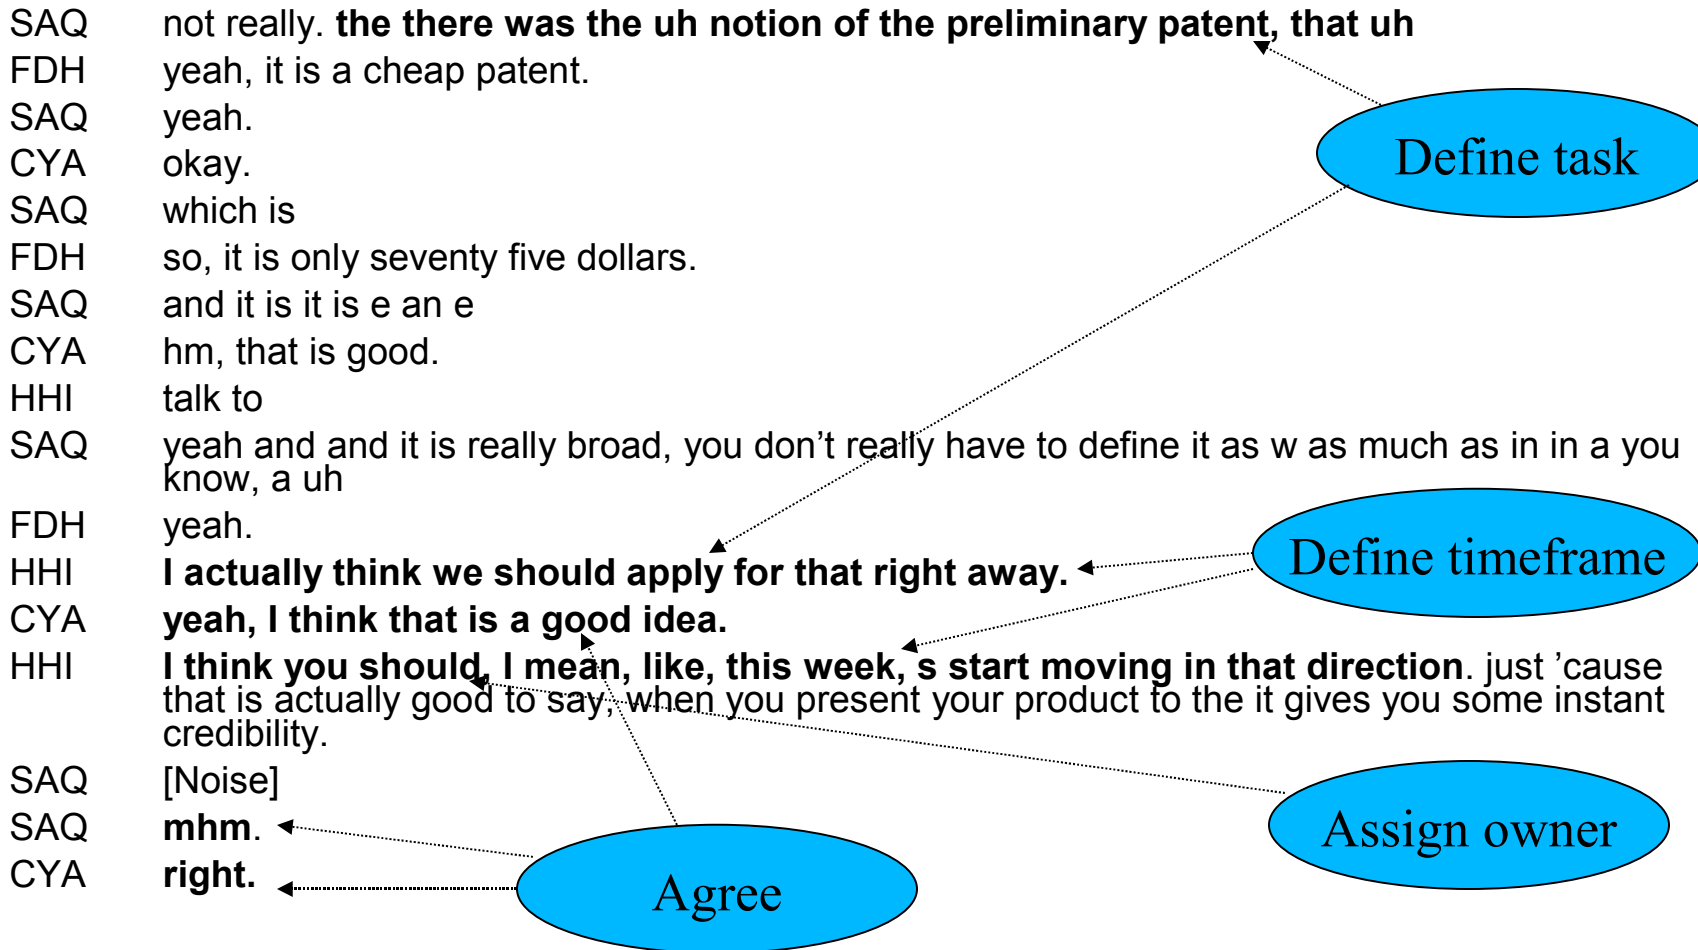 SAQ not really. the there was the uh notion of the preliminary patent, that uh
FDH yeah, it is a cheap patent.
SAQ yeah.
CYA okay.
Define task
SAQ which is
FDH so, it is only seventy five dollars.
SAQ and it is it is e an e
CYA hm, that is good.
HHI talk to
SAQ yeah and and it is really broad, you don’t really have to define it as w as much as in in a you
know, a uh
FDH yeah.
Define timeframe
HHI I actually think we should apply for that right away.
CYA yeah, I think that is a good idea.
HHI I think you should, I mean, like, this week, s start moving in that direction. just ’cause
that is actually good to say, when you present your product to the it gives you some instant
credibility.
SAQ [Noise]
SAQ mhm.
Assign owner
CYA right.
Agree